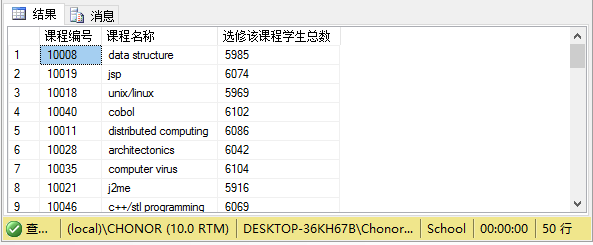 结果 消息
课程编号 课程名称 选修该课程学生总数
1 10008 data structure 5985
2 10019 jsp 6074
3 10018 unix/linux 5969
4 10040 cobol 6102
5 10011 distributed computing 6086
6 10028 architectonics 6042
7 10035 computer virus 6104
8 10021 j2me 5916
9 10046 c++/stl programming 6069
查... (local)\CHONOR (10.0 RTM) DESKTOP-36KH67B\Chonor... School 00:00:00 50 行